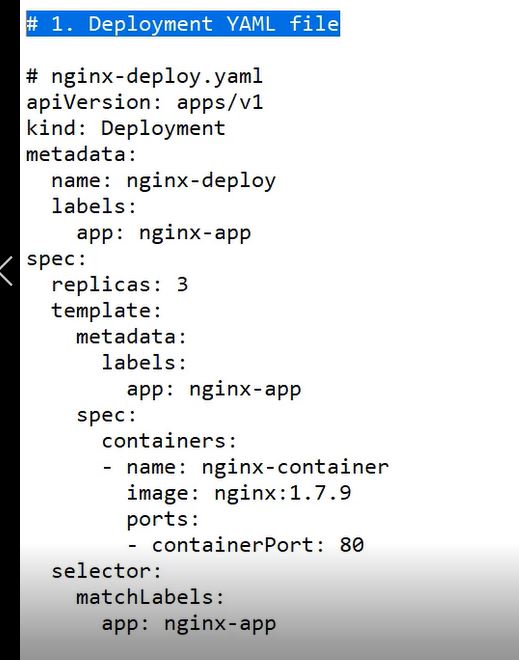 # 1. Deployment YAML file
# nginx-deploy.yaml
apiVersion: apps/v1
kind: Deployment
metadata:
  name: nginx-deploy
  labels:
    app: nginx-app
spec:
  replicas: 3
  template:
    metadata:
      labels:
        app: nginx-app
    spec:
      containers:
      - name: nginx-container
        image: nginx:1.7.9
        ports:
        - containerPort: 80
  selector:
    matchLabels:
      app: nginx-app